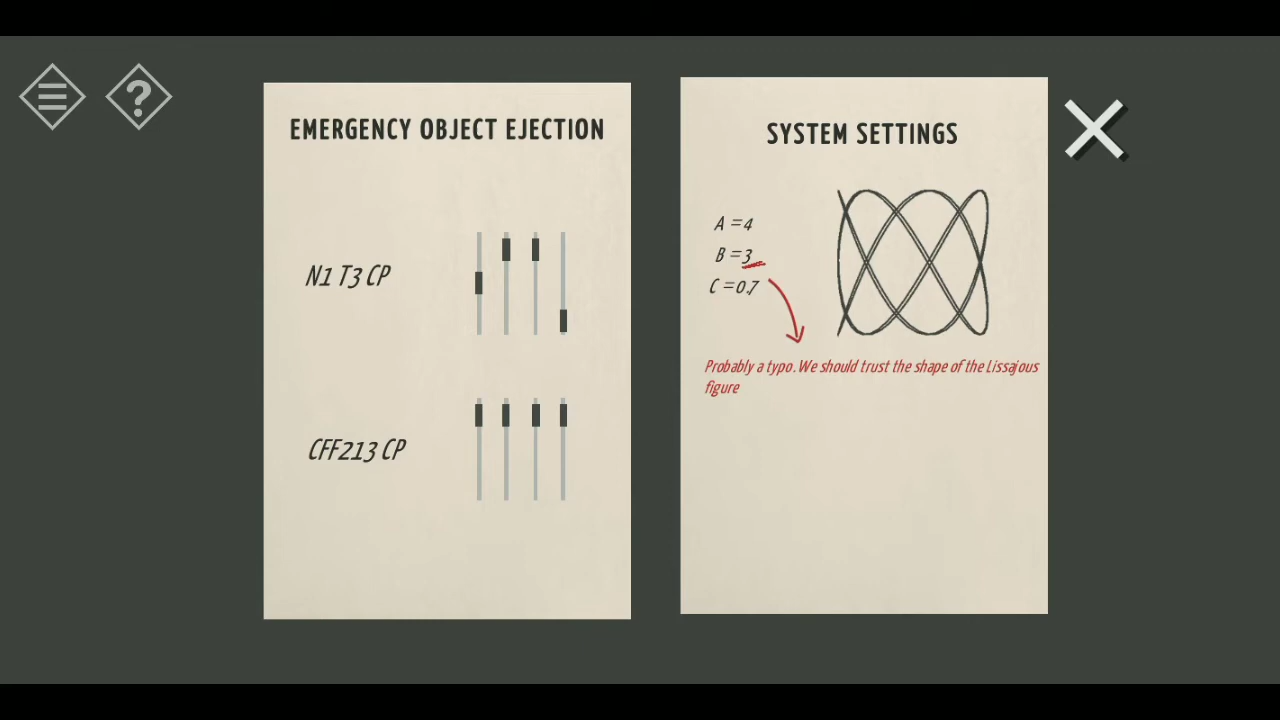 ?
EMERGENCY OBJECT EJECTION
N1 T3 CP
CFF213 CP
SYSTEM SETTINGS
A = 4
B = 3
C = 0.7
Probably a typo. We should trust the shape of the Lissajous
figure